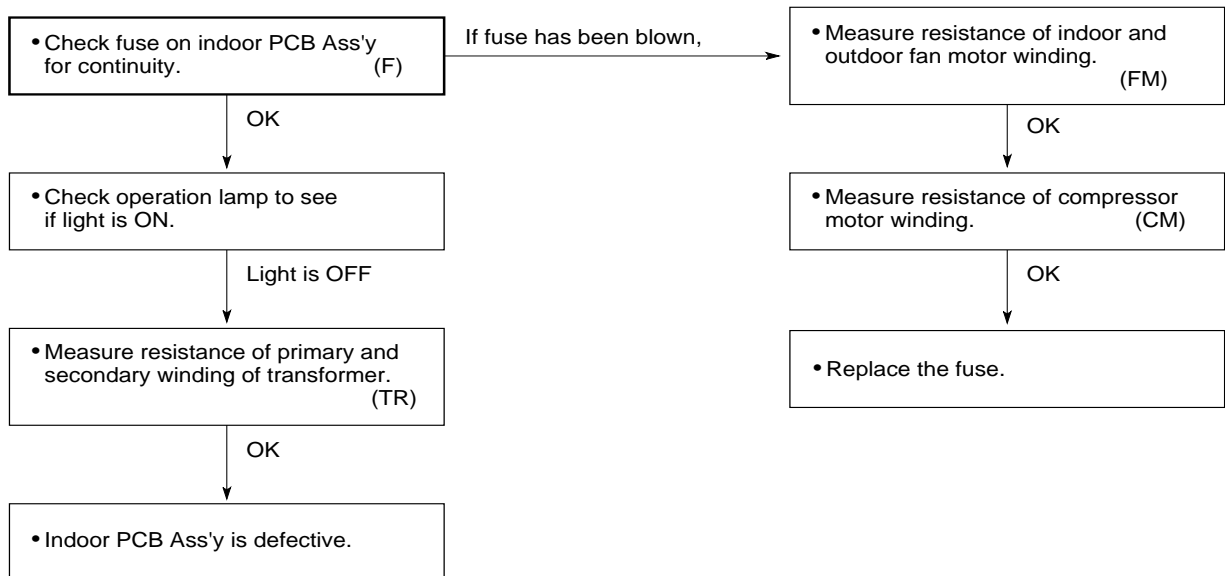 • Check fuse on indoor PCB Ass'y
for continuity. (F)
If fuse has been blown,
• Measure resistance of indoor and
outdoor fan motor winding.
(FM)
OK
OK
• Check operation lamp to see
if light is ON.
• Measure resistance of compressor
motor winding. (CM)
Light is OFF
OK
• Measure resistance of primary and
secondary winding of transformer.
(TR)
• Replace the fuse.
OK
• Indoor PCB Ass'y is defective.